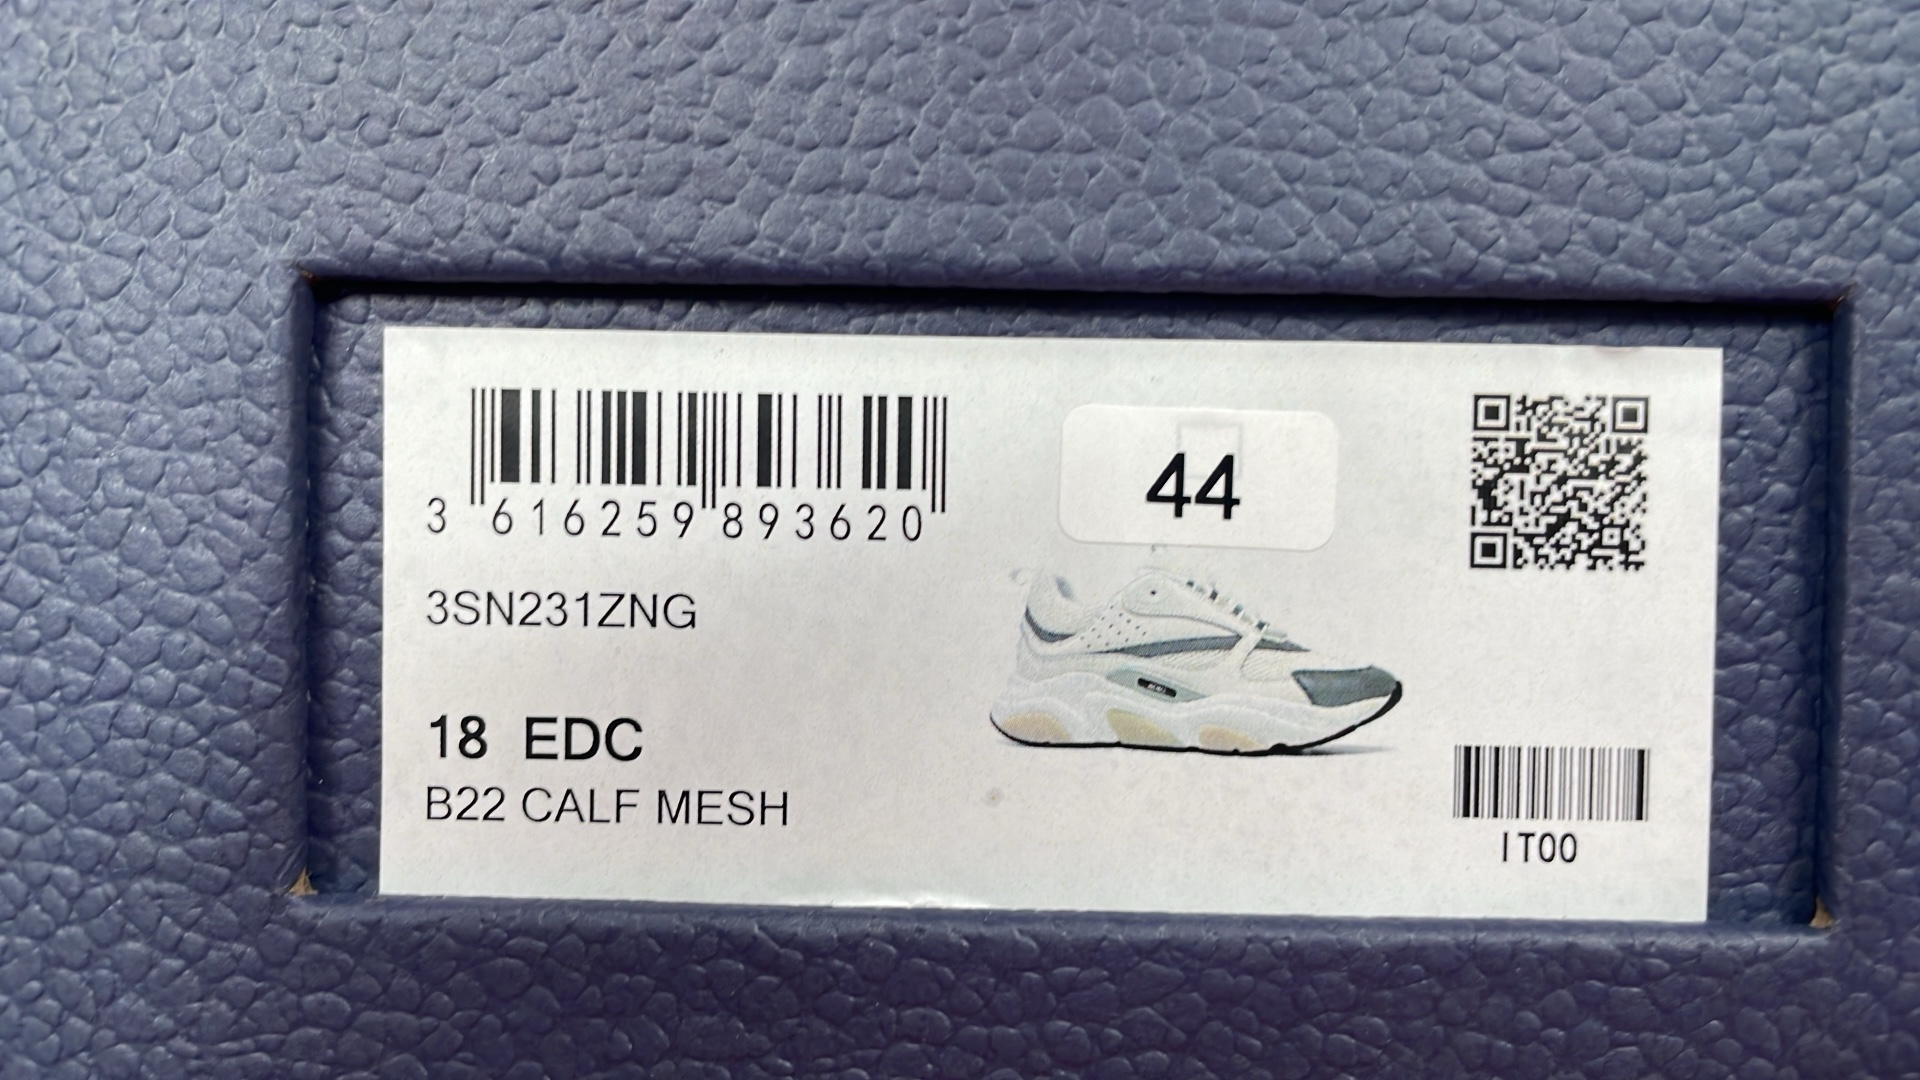 3 616259 893620
44
3SN231ZNG
18 EDC
B22 CALF MESH
IT00